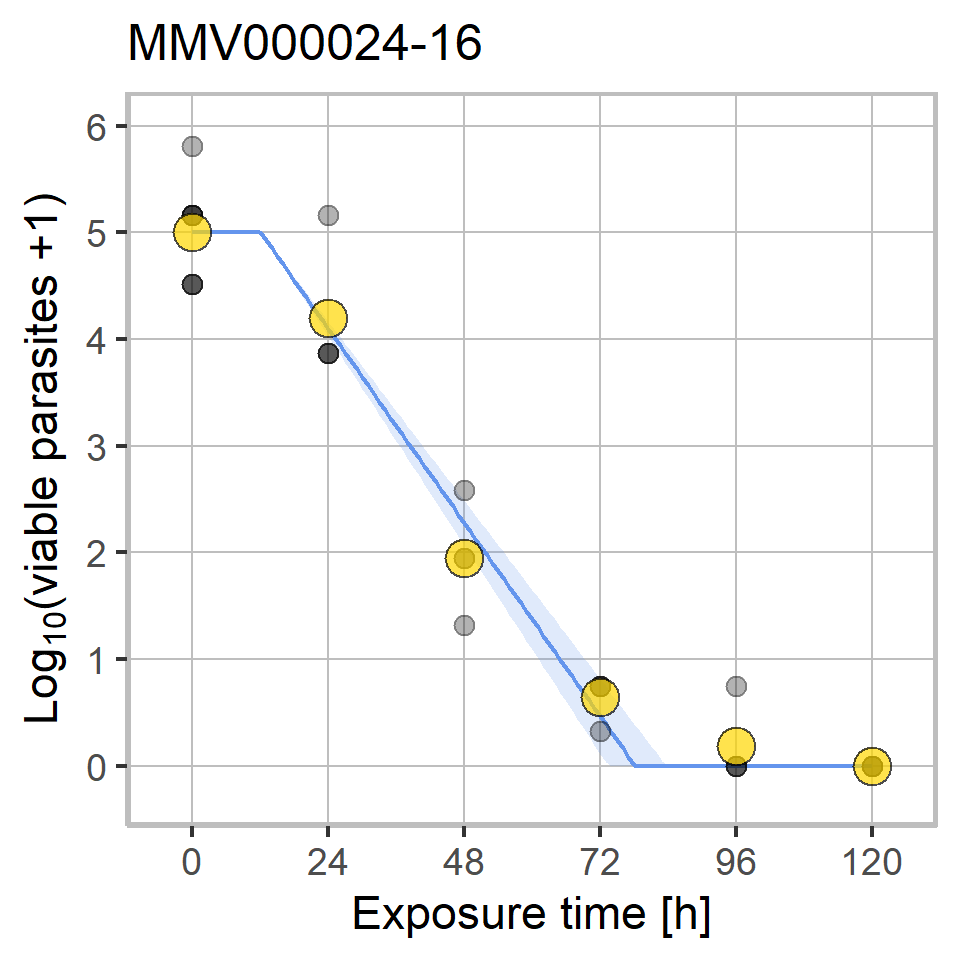 MMV000024-16
Log10(viable parasites +1)
6
5
4
3
2
1
0
0 24 48 72 96 120
Exposure time [h]